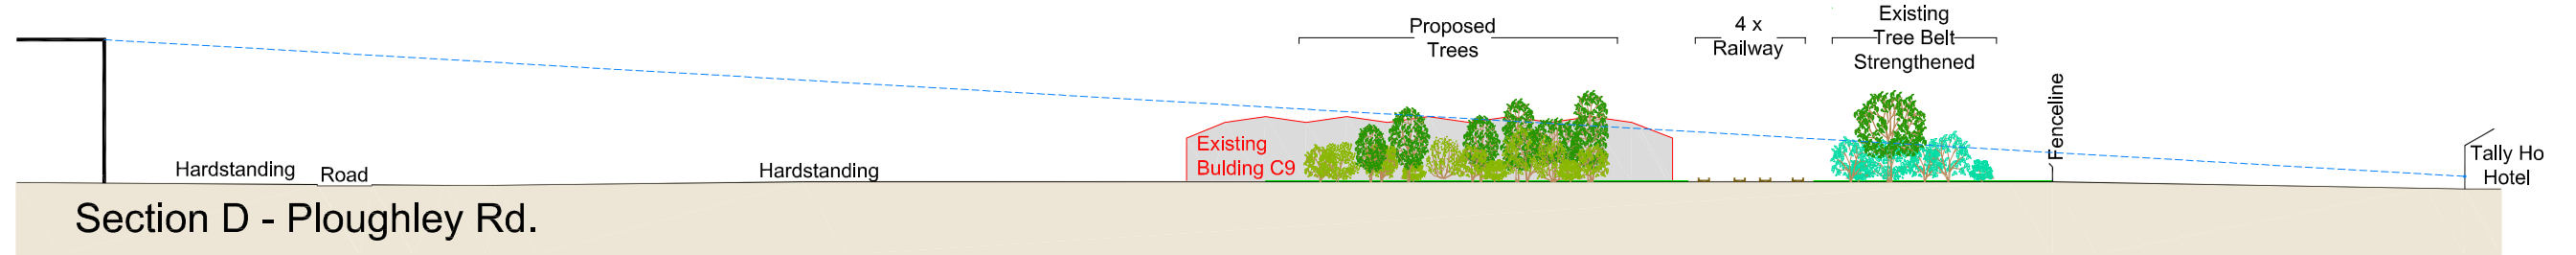 Proposed
Trees
4 x
Railway
Existing
Tree Belt
Strengthened
Fenceline
Hardstanding
Road
Hardstanding
Existing
Bulding C9
Tally Ho
Hotel
Section D - Ploughley Rd.